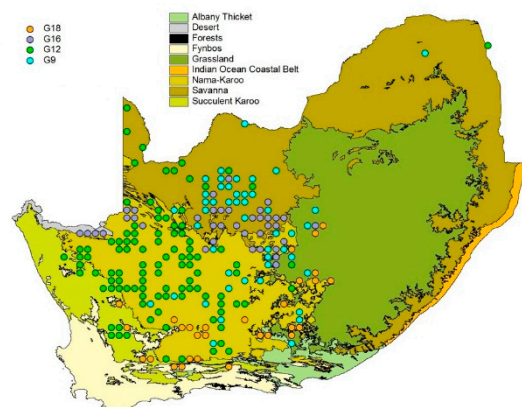 G18
G16
G12
G9
Albany Thicket
Desert
Forests
Fynbos
Grassland
Indian Ocean Coastal Belt
Nama-Karoo
Savanna
Succulent Karoo